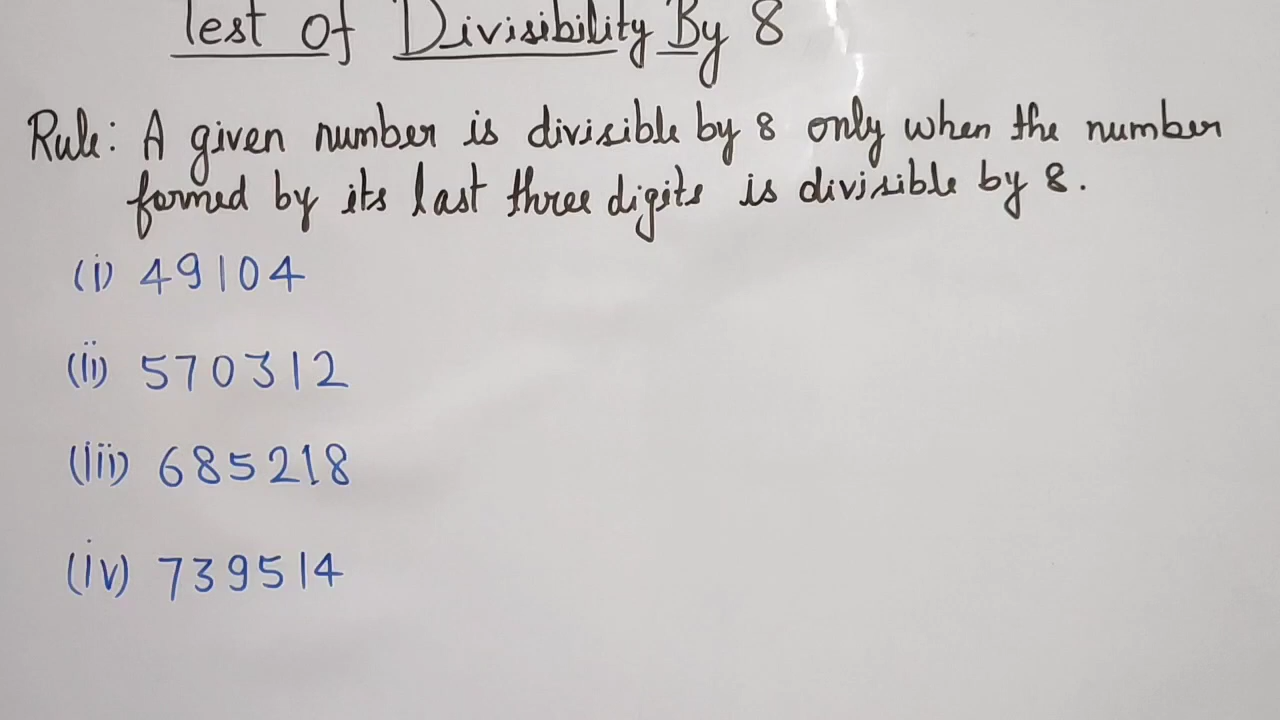 Test Of Divisibility By 8
Rule: A given number is divisible by 8 only when the number
formed by its last three digits is divisible by 8.
(i) 49104
(ii) 570312
(iii) 685218
(iv) 739514